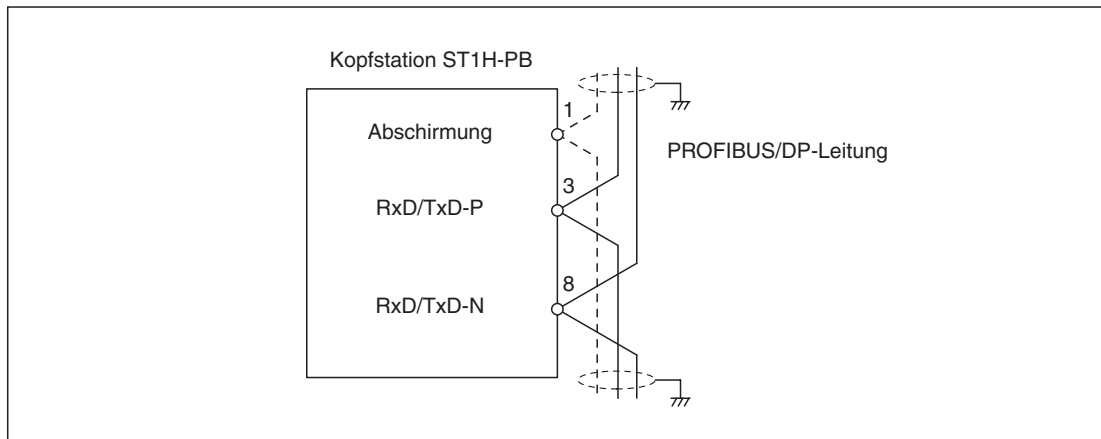 Kopfstation ST1H-PB
1
Abschirmung
PROFIBUS/DP-Leitung
3
RxD/TxD-P
8
RxD/TxD-N